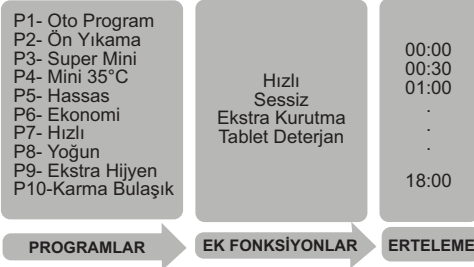 P1- Oto Program
P2- Ön Yıkama
P3- Super Mini
P4- Mini 35°C
P5- Hassas
P6- Ekonomi
P7- Hızlı
P8- Yoğun
P9- Ekstra Hijyen
P10-Karma Bulaşık
PROGRAMLAR
Hızlı
Sessiz
Ekstra Kurutma
Tablet Deterjan
EK FONKSİYONLAR
00:00
00:30
01:00
.
.
.
18:00
ERTELEME